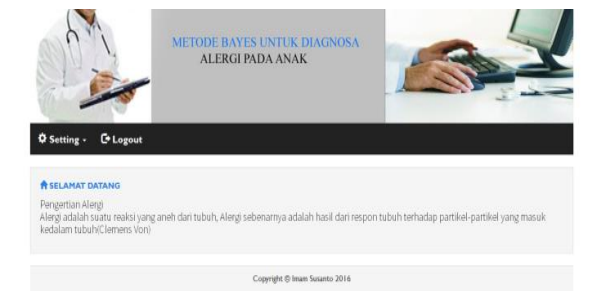 METODE BAYES UNTUK DIAGNOSA
ALERGI PADA ANAK
Setting
Logout
SELAMAT DATANG
Pengertian Alergi
Alergi adalah suatu reaksi yang aneh dari tubuh, Alergi sebenarnya adalah hasil dari respon tubuh terhadap partikel-partikel yang masuk
kedalam tubuh(Clemens Von)
Copyright © Imam Susanto 2016